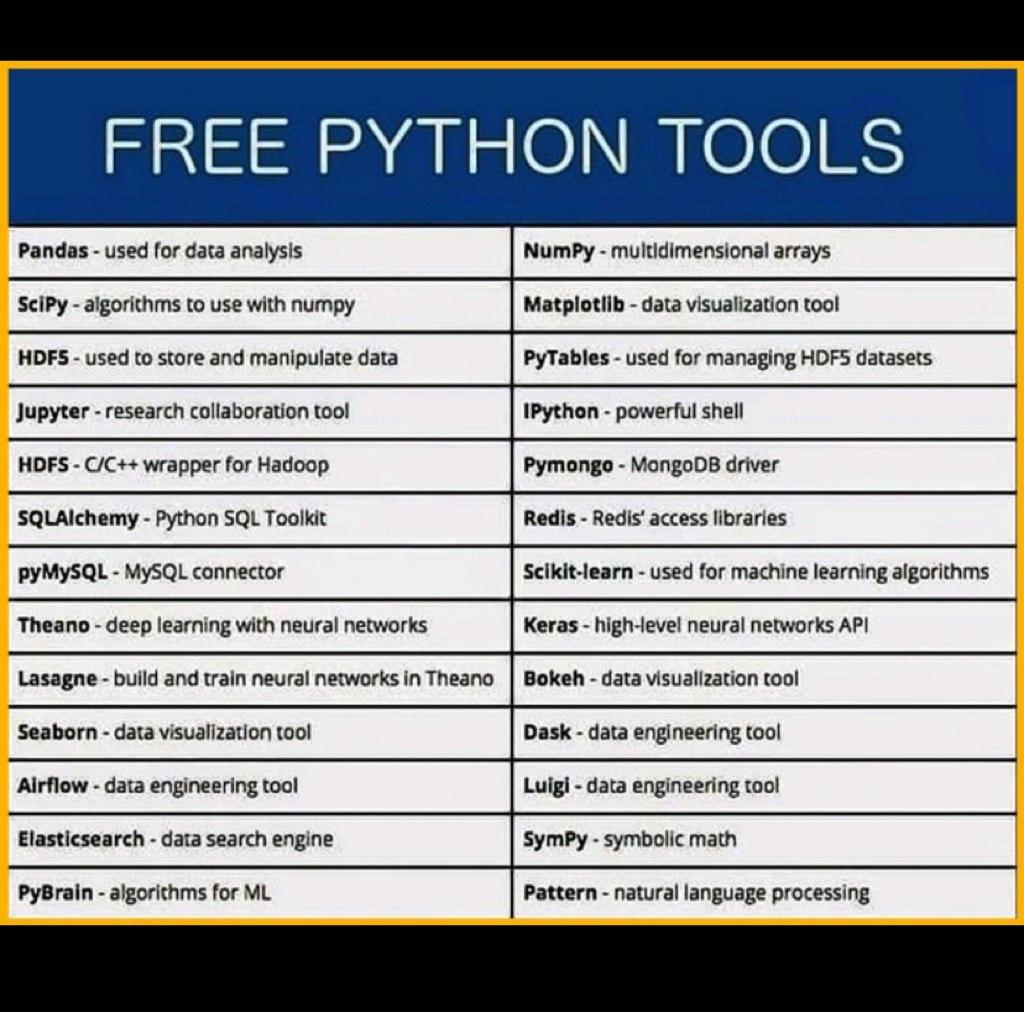 FREE PYTHON TOOLS
Pandas - used for data analysis
NumPy - multidimensional arrays
SciPy - algorithms to use with numpy
Matplotlib - data visualization tool
HDF5 - used to store and manipulate data
PyTables - used for managing HDF5 datasets
Jupyter - research collaboration tool
IPython - powerful shell
HDFS - C/C++ wrapper for Hadoop
Pymongo - MongoDB driver
SQLAlchemy - Python SQL Toolkit
Redis - Redis' access libraries
pyMySQL - MySQL connector
Scikit-learn - used for machine learning algorithms
Theano - deep learning with neural networks
Keras - high-level neural networks API
Lasagne - build and train neural networks in Theano
Bokeh - data visualization tool
Seaborn - data visualization tool
Dask - data engineering tool
Airflow - data engineering tool
Luigi - data engineering tool
Elasticsearch - data search engine
SymPy - symbolic math
PyBrain - algorithms for ML
Pattern - natural language processing